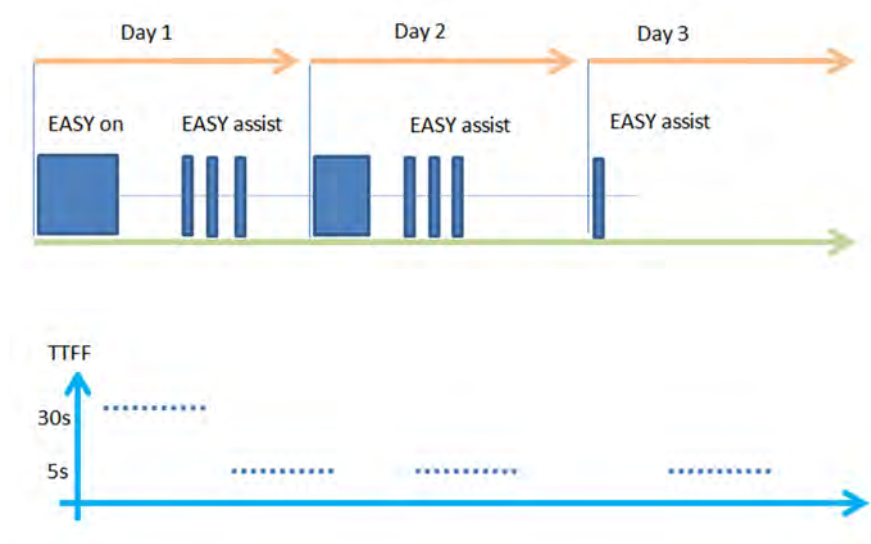 Day 1
Day 2
Day 3
EASY on
EASY assist
EASY assist
EASY assist
TTFF
30s
5s